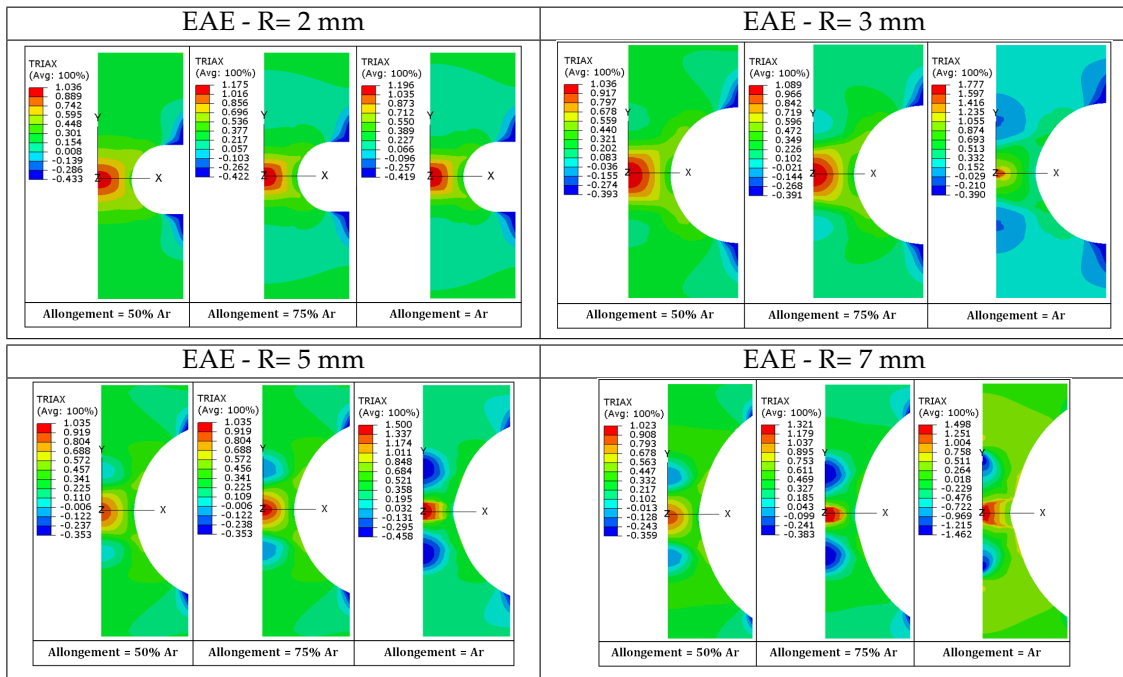 EAE - R= 2 mm
TRIAX
(Avg: 100%)
1.036
0.889
0.742
0.595
0.448
0.301
0.154
0.008
-0.139
-0.286
-0.433
Y
Z
X
Allongement = 50% Ar
TRIAX
(Avg: 100%)
1.175
1.016
0.856
0.696
0.536
0.377
0.217
0.057
-0.103
-0.262
-0.422
Y
Z
X
Allongement = 75% Ar
TRIAX
(Avg: 100%)
1.196
1.035
0.873
0.712
0.550
0.389
0.227
0.066
-0.096
-0.257
-0.419
Y
Z
X
Allongement = Ar
EAE - R= 3 mm
TRIAX
(Avg: 100%)
1.036
0.917
0.797
0.678
0.559
0.440
0.321
0.202
0.083
-0.036
-0.155
-0.274
-0.393
Y
Z
X
Allongement = 50% Ar
TRIAX
(Avg: 100%)
1.089
0.966
0.842
0.719
0.596
0.472
0.349
0.226
0.102
-0.021
-0.144
-0.268
-0.391
Y
Z
X
Allongement = 75% Ar
TRIAX
(Avg: 100%)
1.777
1.597
1.416
1.235
1.055
0.874
0.693
0.513
0.332
0.152
-0.029
-0.210
-0.390
Y
Z
X
Allongement = Ar
EAE - R= 5 mm
TRIAX
(Avg: 100%)
1.035
0.919
0.804
0.688
0.572
0.457
0.341
0.225
0.110
-0.006
-0.122
-0.237
-0.353
Y
Z
X
Allongement = 50% Ar
TRIAX
(Avg: 100%)
1.035
0.919
0.804
0.688
0.572
0.456
0.341
0.225
0.109
-0.006
-0.122
-0.238
-0.353
Y
Z
X
Allongement = 75% Ar
TRIAX
(Avg: 100%)
1.500
1.337
1.174
1.011
0.848
0.684
0.521
0.358
0.195
0.032
-0.131
-0.295
-0.458
Y
Z
X
Allongement = Ar
EAE - R= 7 mm
TRIAX
(Avg: 100%)
1.023
0.908
0.793
0.678
0.563
0.447
0.332
0.217
0.102
-0.013
-0.128
-0.243
-0.359
Y
Z
X
Allongement = 50% Ar
TRIAX
(Avg: 100%)
1.321
1.179
1.037
0.895
0.753
0.611
0.469
0.327
0.185
0.043
-0.099
-0.241
-0.383
Y
Z
X
Allongement = 75% Ar
TRIAX
(Avg: 100%)
1.498
1.251
1.004
0.758
0.511
0.264
0.018
-0.229
-0.476
-0.722
-0.969
-1.215
-1.462
Y
Z
X
Allongement = Ar